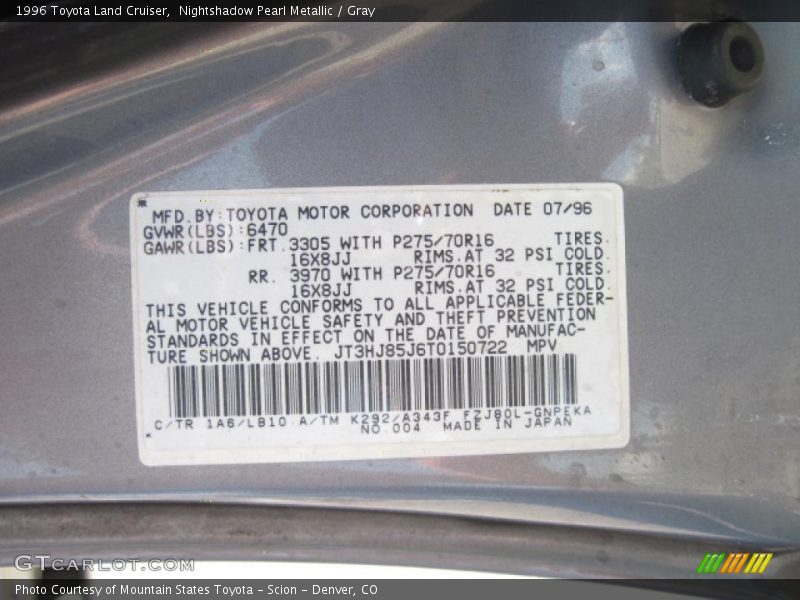 1996 Toyota Land Cruiser, Nightshadow Pearl Metallic / Gray
MFD.BY:TOYOTA MOTOR CORPORATION DATE 07/96
GVWR(LBS):6470
GAWR(LBS):FRT.3305 WITH P275/70R16 TIRES.
16X8JJ RIMS.AT 32 PSI COLD.
RR. 3970 WITH P275/70R16 TIRES.
16X8JJ RIMS.AT 32 PSI COLD.
THIS VEHICLE CONFORMS TO ALL APPLICABLE FEDER-
AL MOTOR VEHICLE SAFETY AND THEFT PREVENTION
STANDARDS IN EFFECT ON THE DATE OF MANUFAC-
TURE SHOWN ABOVE. JT3HJ85J6T0150722 MPV
C/TR 1A6/LB10 A/TM K292/A343F FZJ80L-GNPEKA
NO.004 MADE IN JAPAN
GTCarLot.com
Photo Courtesy of Mountain States Toyota - Scion - Denver, CO